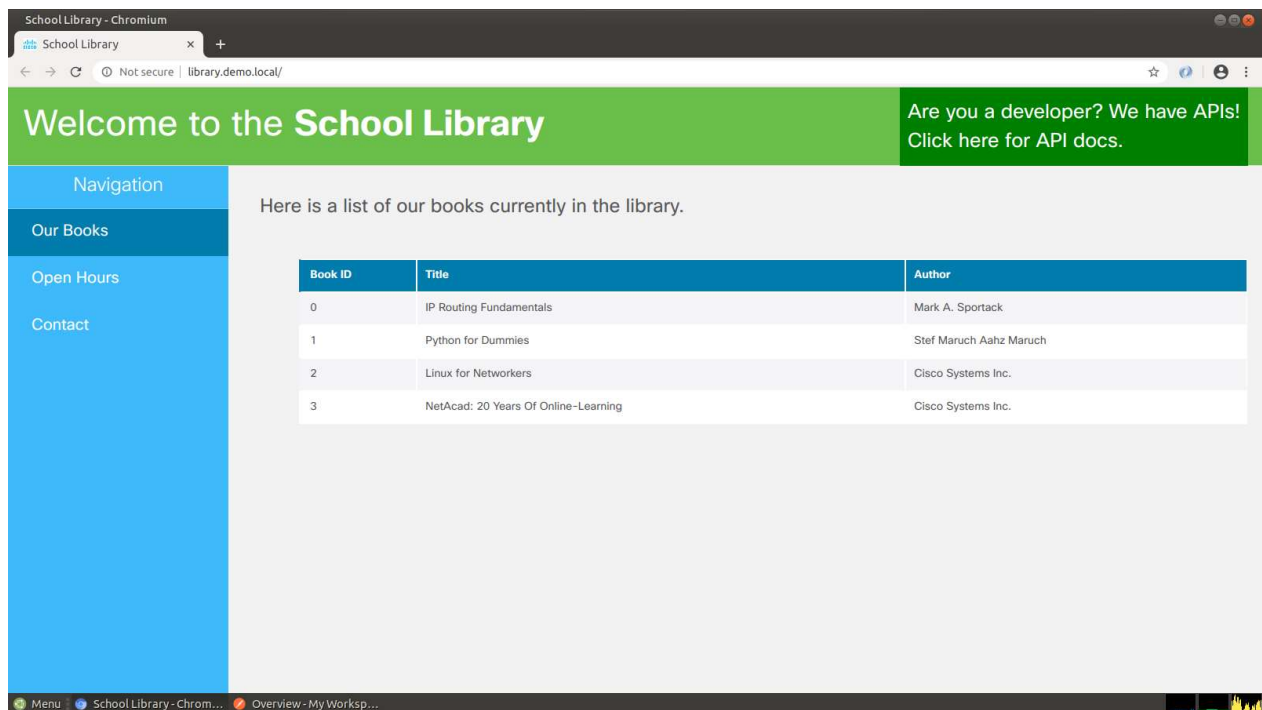 School Library - Chromium
School Library × +
Not secure | library.demo.local/
Welcome to the School Library
Are you a developer? We have APIs!
Click here for API docs.
Navigation
Our Books
Open Hours
Contact
Here is a list of our books currently in the library.
Book ID Title Author
0 IP Routing Fundamentals Mark A. Sportack
1 Python for Dummies Stef Maruch Aahz Maruch
2 Linux for Networkers Cisco Systems Inc.
3 NetAcad: 20 Years Of Online-Learning Cisco Systems Inc.
Menu School Library - Chrom... Overview - My Worksp...